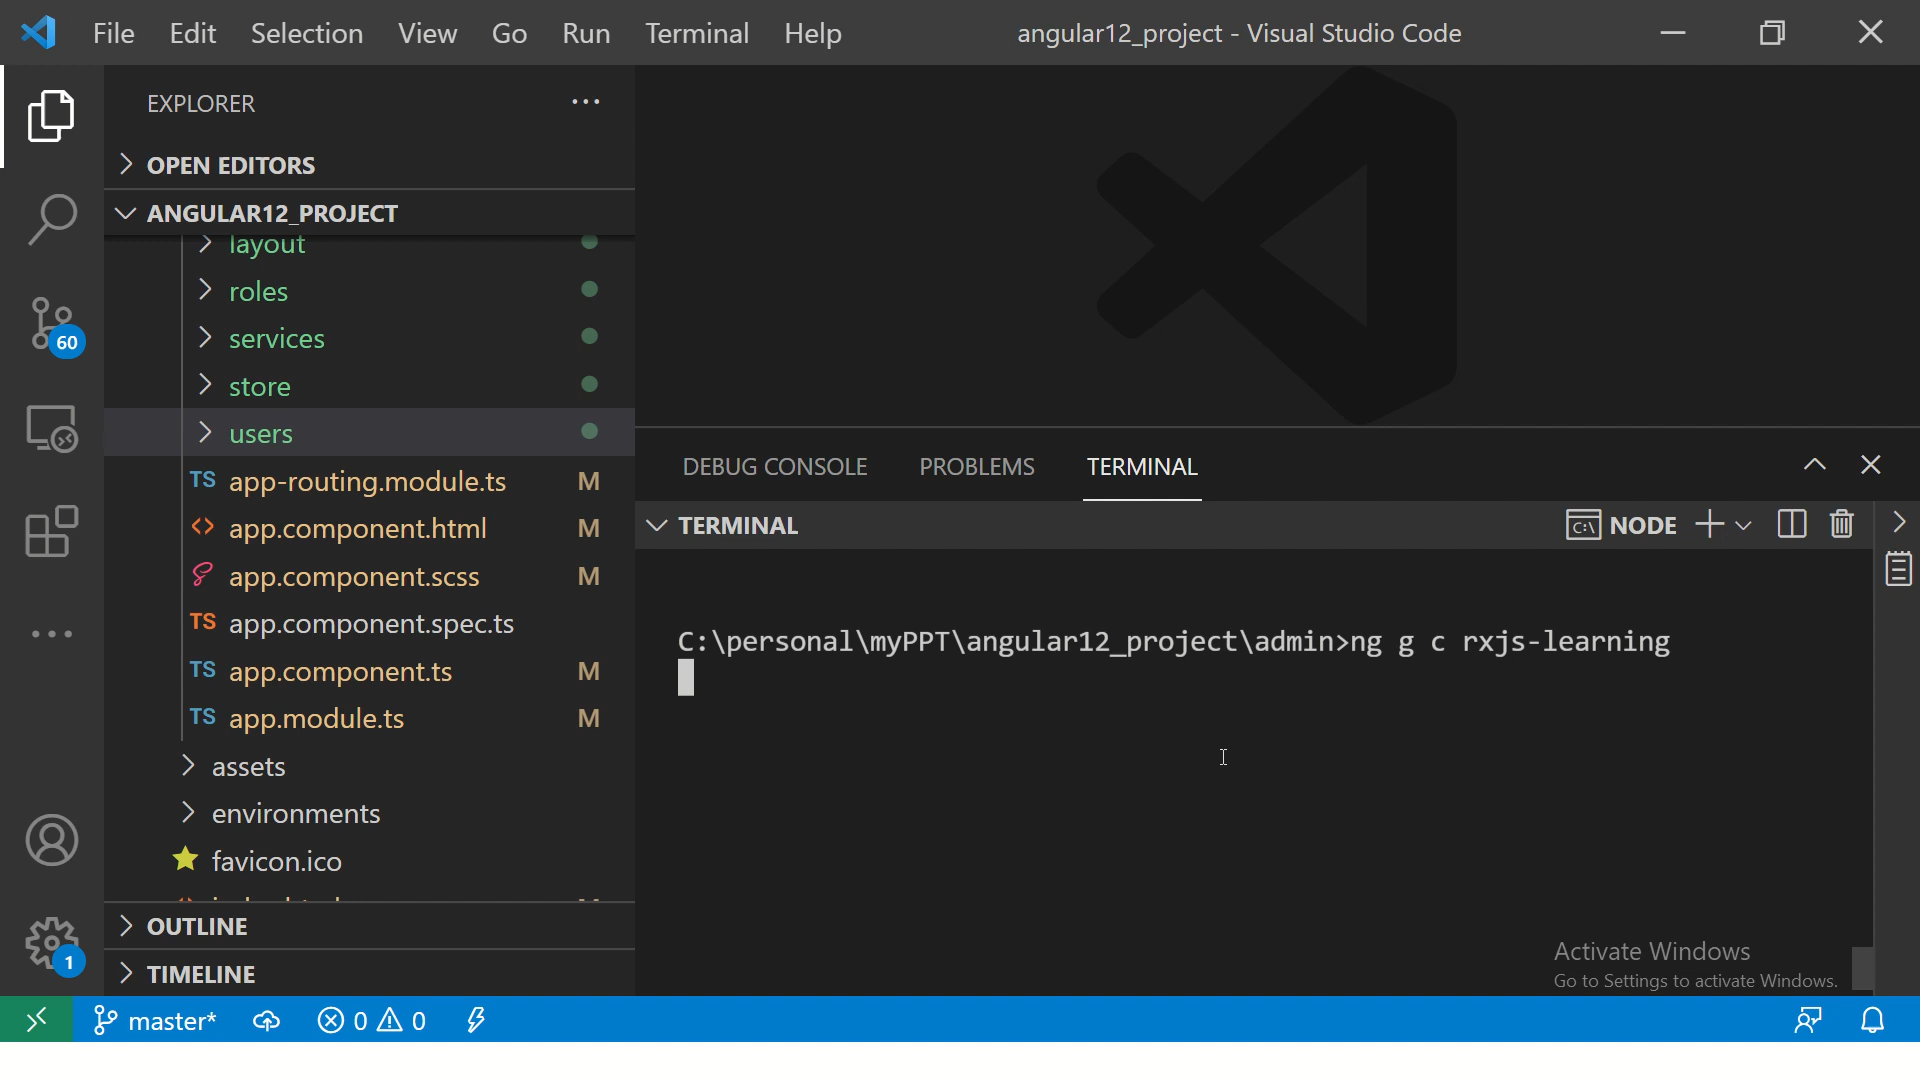 File Edit Selection View Go Run Terminal Help
angular12_project - Visual Studio Code
EXPLORER
OPEN EDITORS
ANGULAR12_PROJECT
layout
roles
services
store
users
TS app-routing.module.ts M
<> app.component.html M
app.component.scss M
TS app.component.spec.ts
TS app.component.ts M
TS app.module.ts M
assets
environments
favicon.ico
OUTLINE
TIMELINE
60
1
DEBUG CONSOLE PROBLEMS TERMINAL
TERMINAL
C:\ NODE
C:\personal\myPPT\angular12_project\admin>ng g c rxjs-learning
Activate Windows
Go to Settings to activate Windows.
master* 0 0